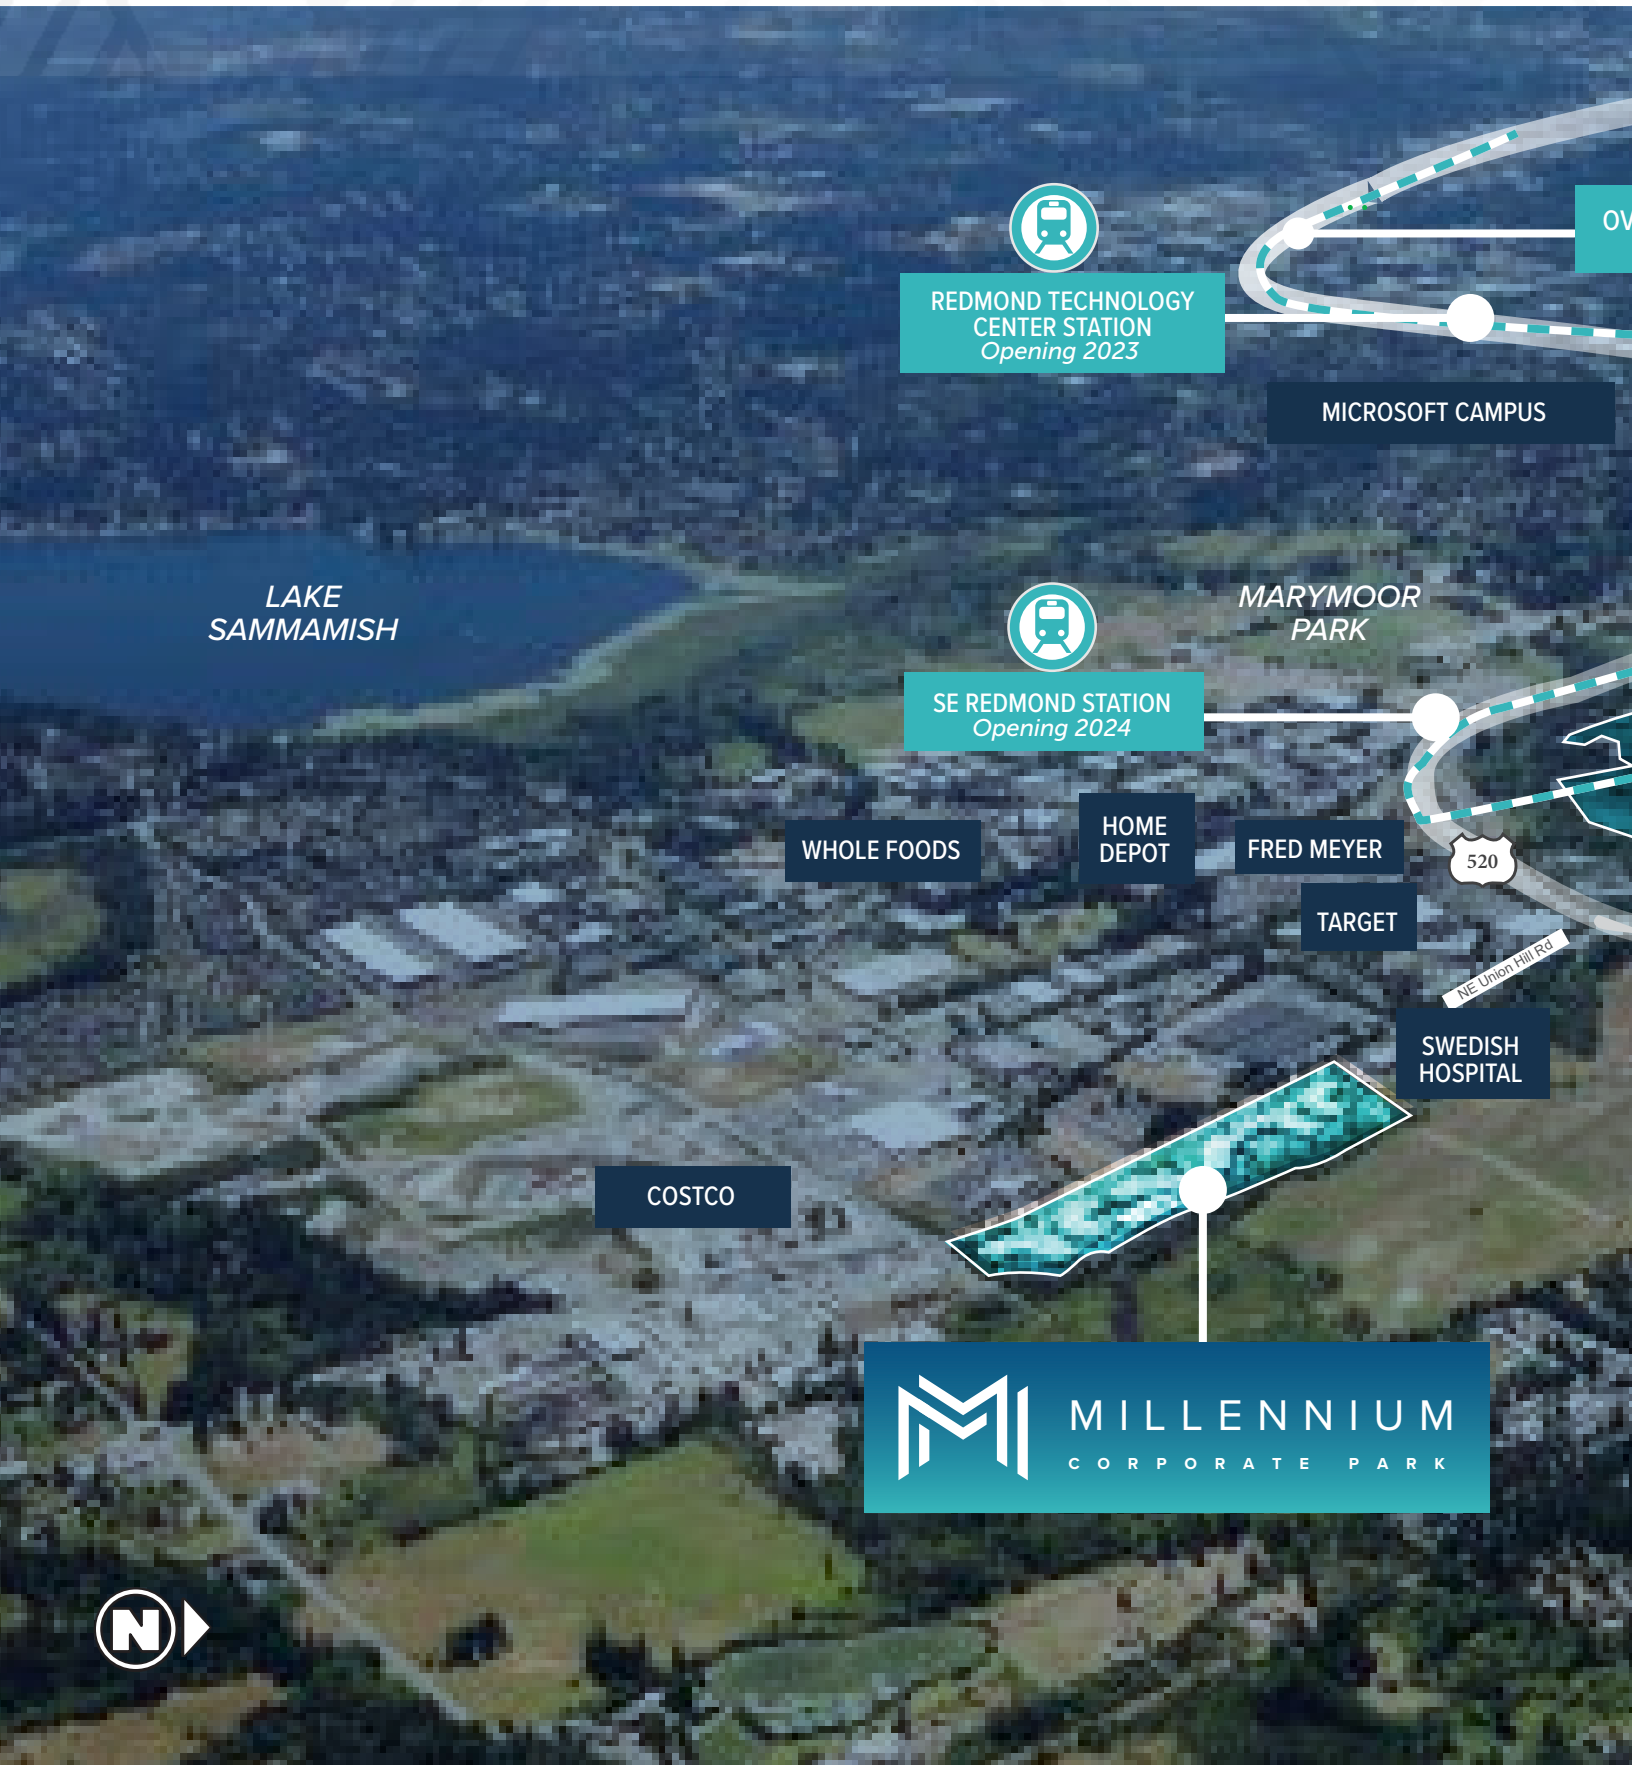 OV
REDMOND TECHNOLOGY
CENTER STATION
Opening 2023
MICROSOFT CAMPUS
LAKE
SAMMAMISH
MARYMOOR
PARK
SE REDMOND STATION
Opening 2024
WHOLE FOODS
HOME
DEPOT
FRED MEYER
520
TARGET
NE Union Hill Rd
SWEDISH
HOSPITAL
COSTCO
MILLENNIUM
CORPORATE PARK
N